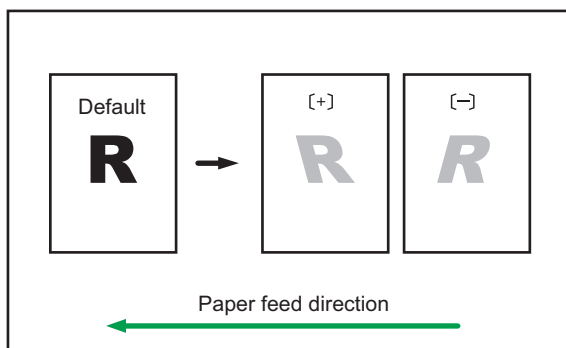 Default
R
[+]
R
[−]
R
Paper feed direction